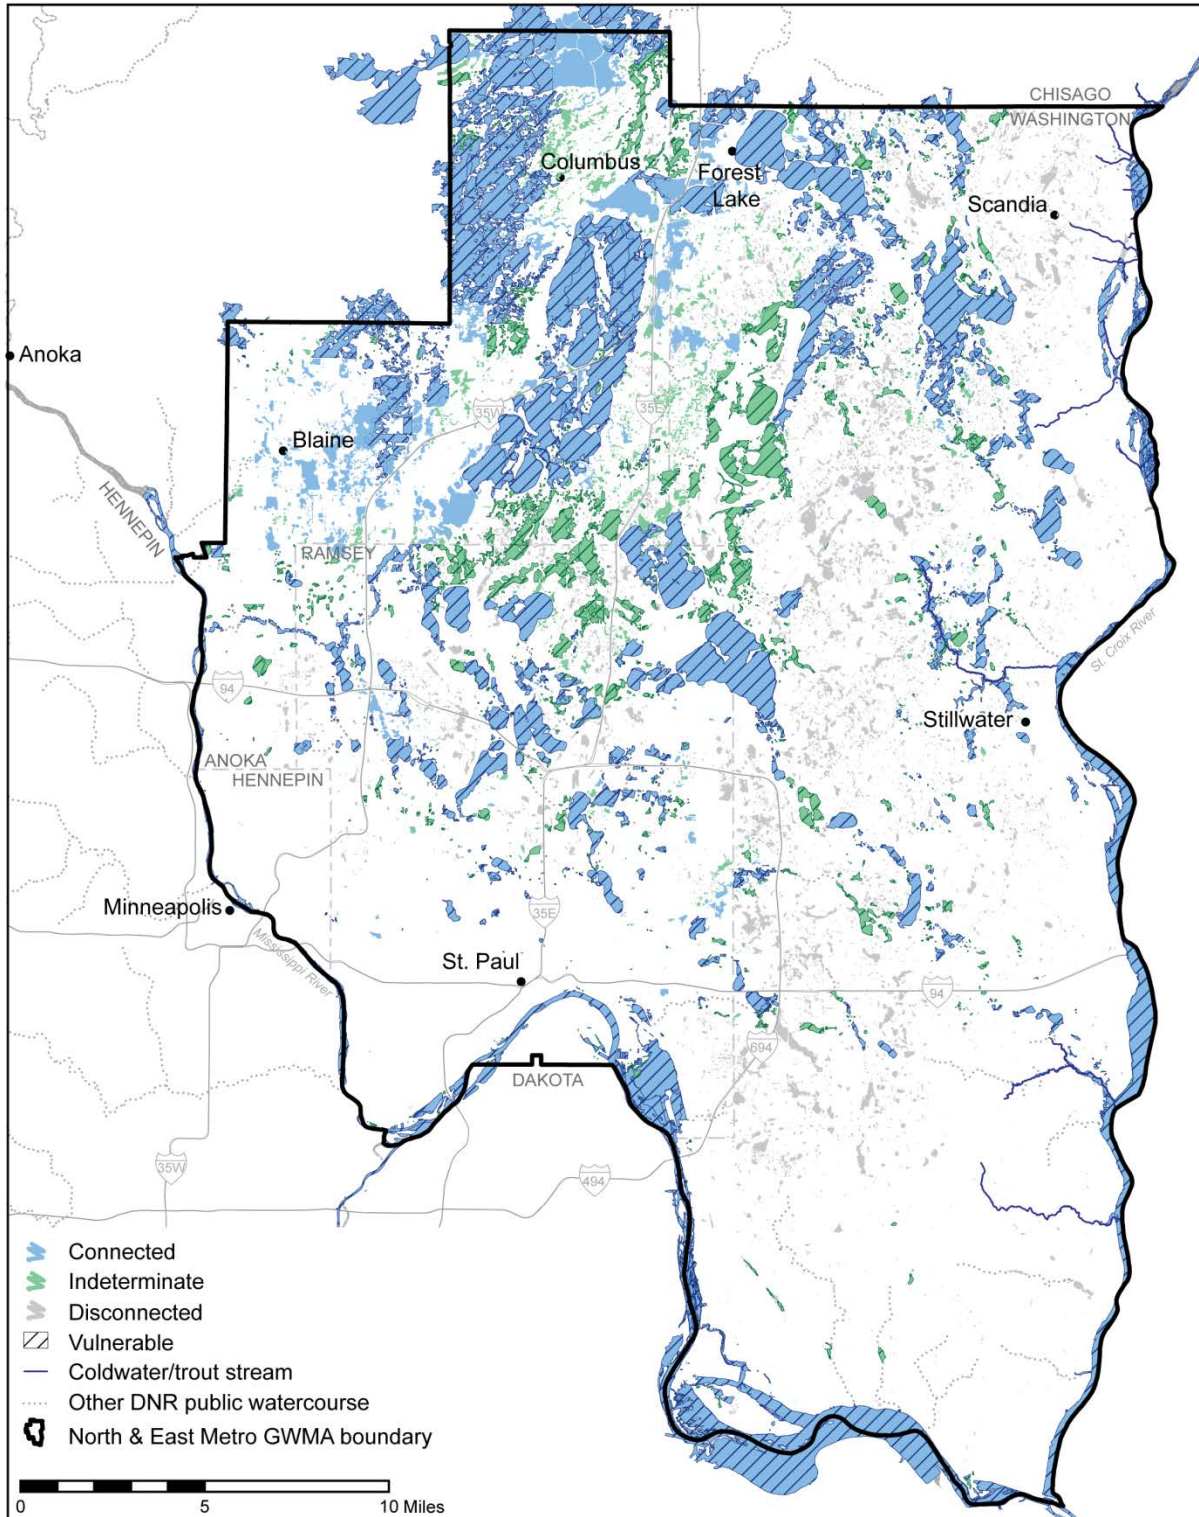 CHISAGO
WASHINGTON
Columbus
Forest
Lake
Scandia
Anoka
35W
35E
Blaine
HENNEPIN
RAMSEY
St. Croix River
94
Stillwater
ANOKA
HENNEPIN
Minneapolis
35E
Mississippi River
St. Paul
94
694
DAKOTA
35W
494
Connected
Indeterminate
Disconnected
Vulnerable
Coldwater/trout stream
Other DNR public watercourse
North & East Metro GWMA boundary
0 5 10 Miles